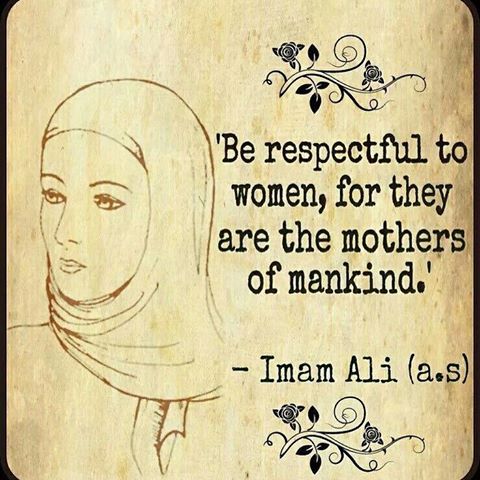 'Be respectful to
women, for they
are the mothers
of mankind.'
– Imam Ali (a.s)